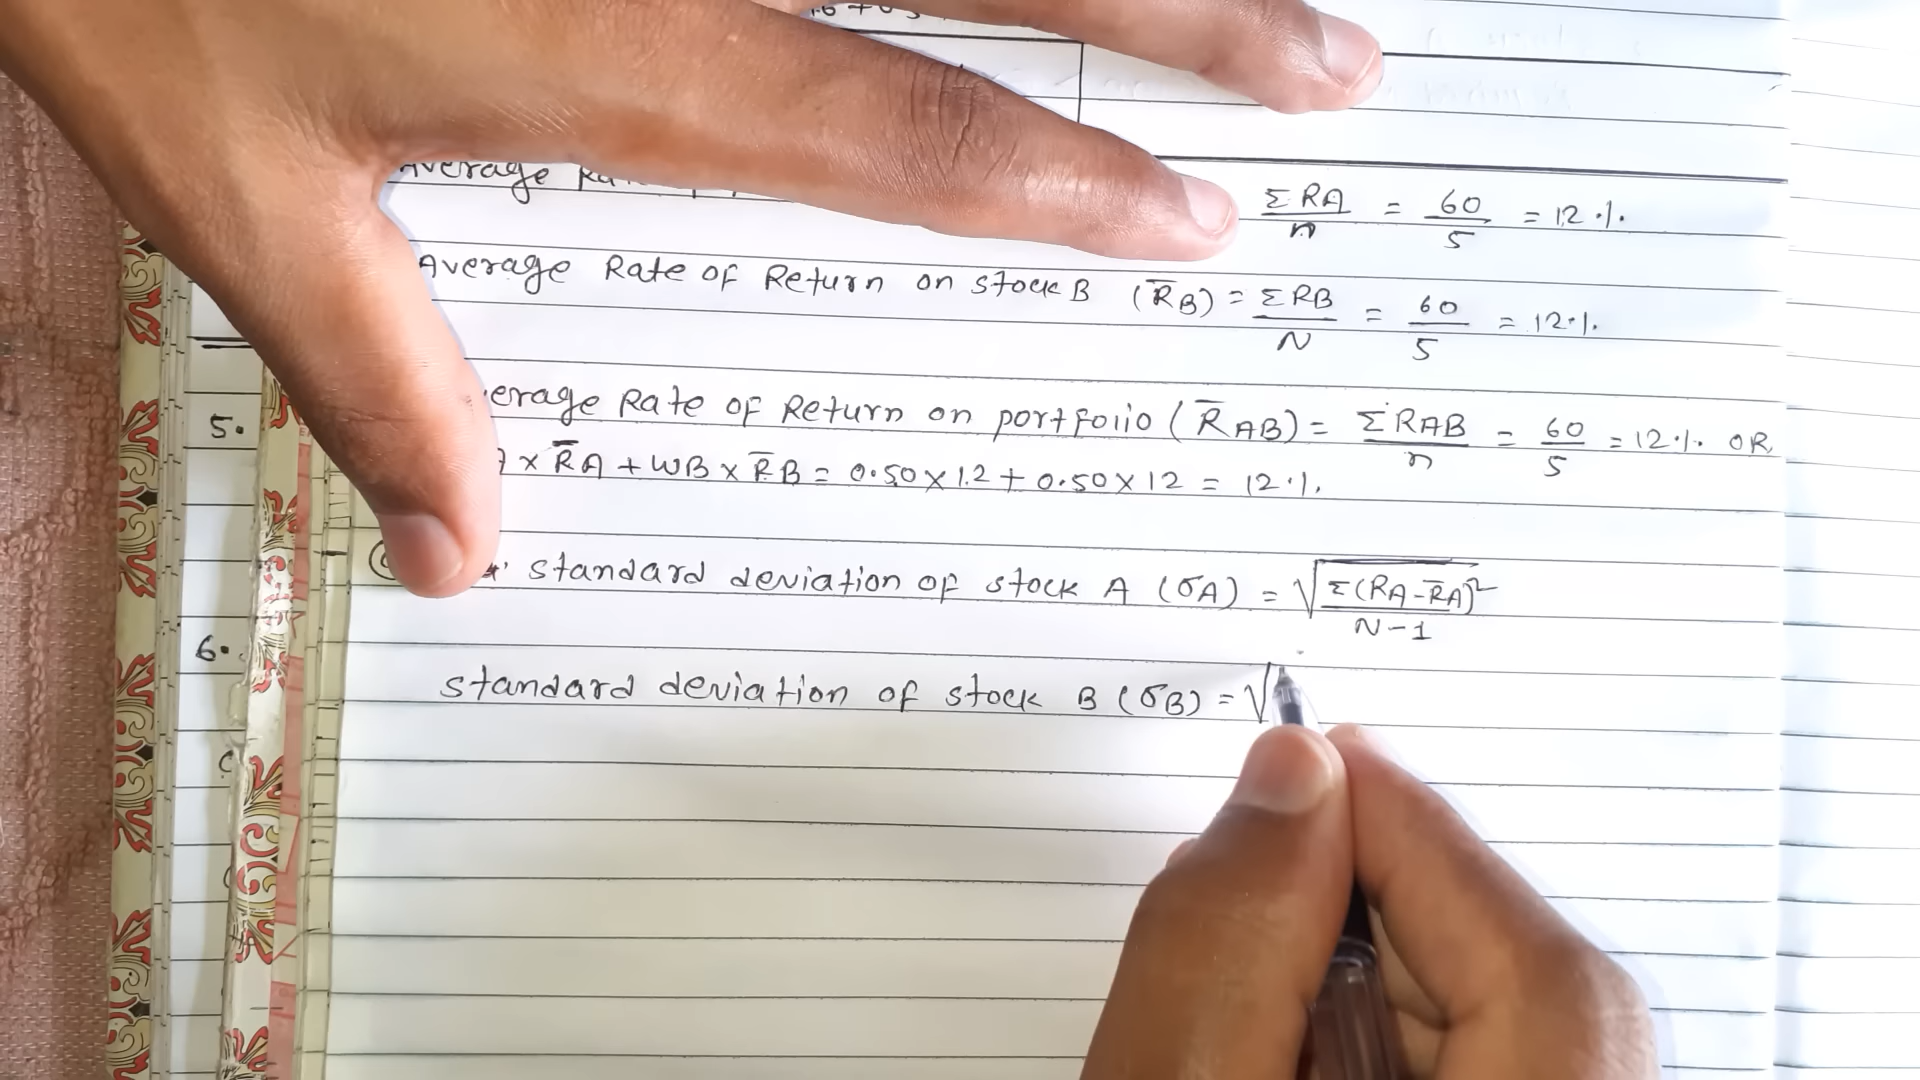 Average
ΣRA/n = 60/5 = 12%.
Average Rate of Return on stock B (R̅B) = ΣRB/N = 60/5 = 12%.
5.
erage Rate of Return on portfolio (R̅AB) = ΣRAB/n = 60/5 = 12%. OR
× R̅A + WB × R̅B = 0.50 × 12 + 0.50 × 12 = 12%.
standard deviation of stock A (σA) = √Σ(RA-R̅A)²/N-1
6.
standard deviation of stock B (σB) = √